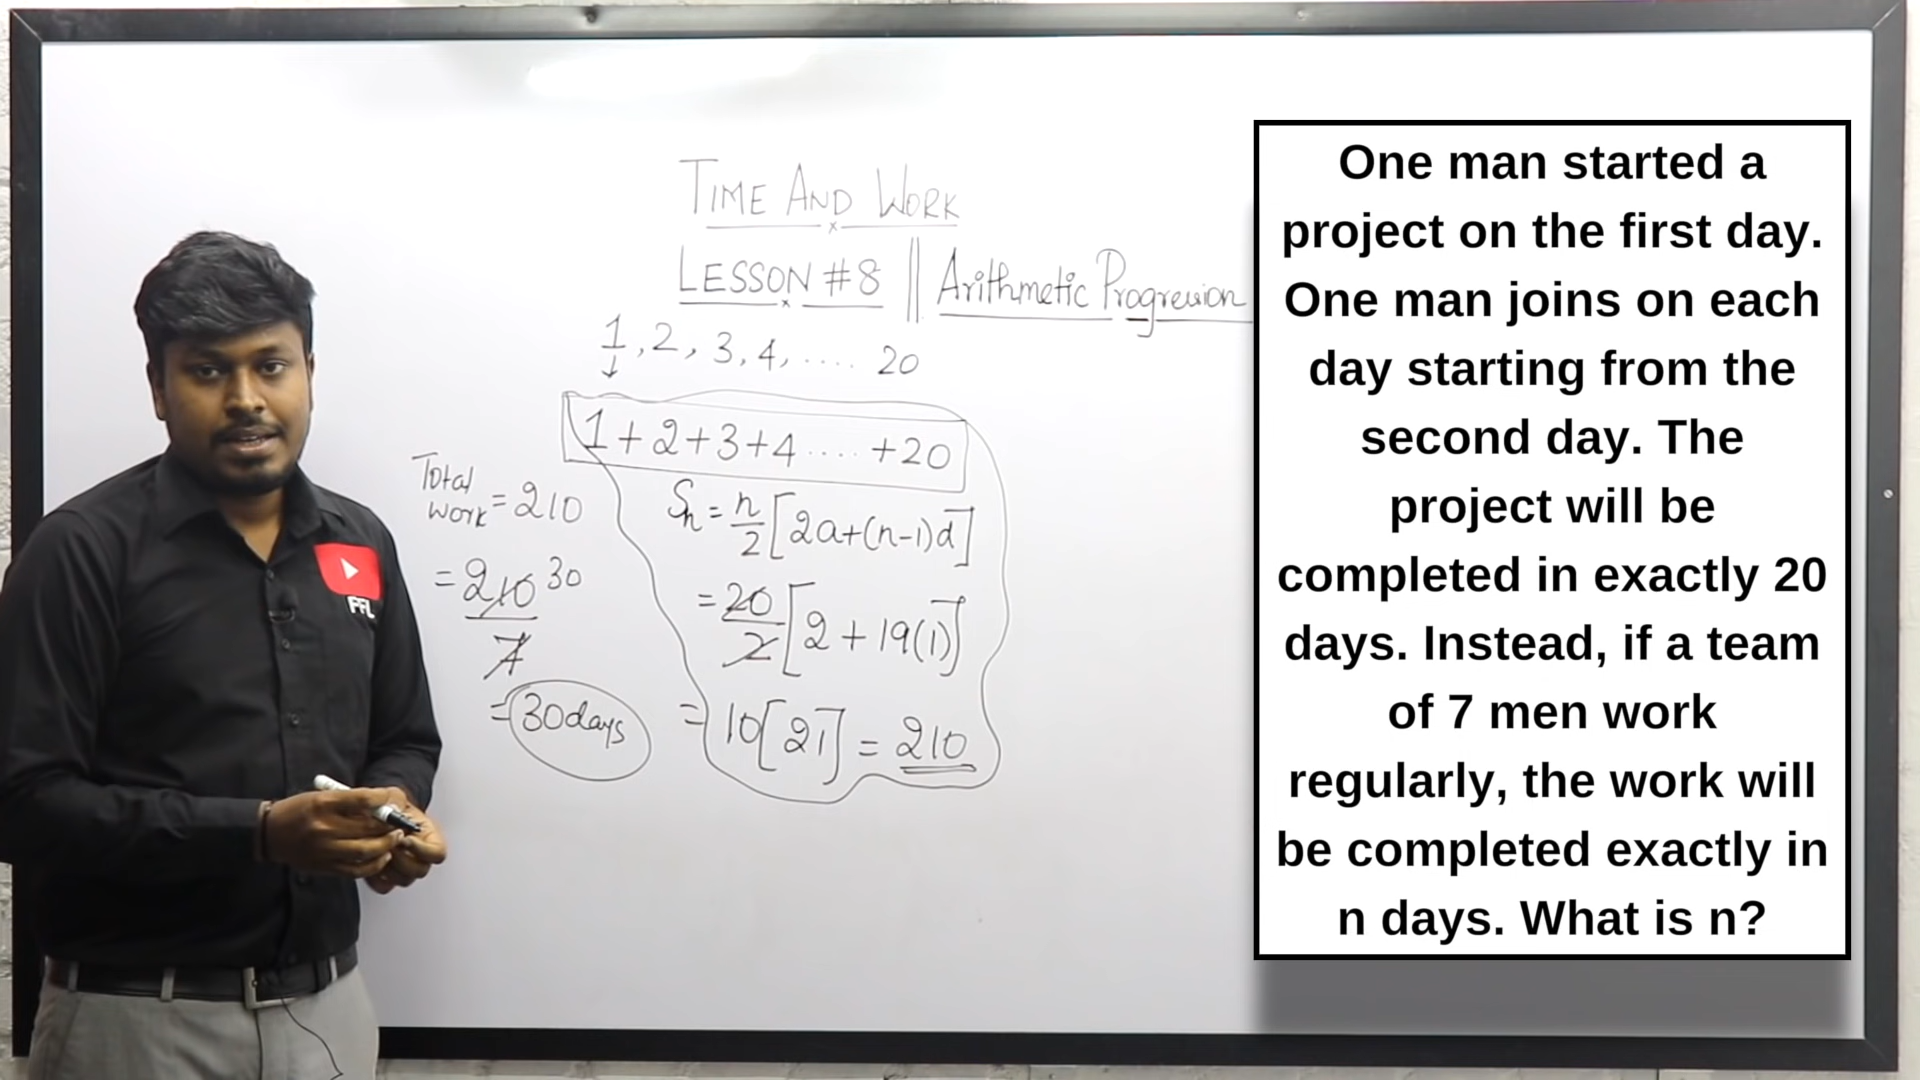 TIME AND WORK
LESSON #8 || Arithmetic Progression
1, 2, 3, 4, .... 20
1+2+3+4 .... +20
Total work = 210
= 210 30
7
= 30 days
Sn = n/2 [2a+(n-1)d]
= 20/2 [2 + 19(1)]
= 10[21] = 210
PFL
One man started a
project on the first day.
One man joins on each
day starting from the
second day. The
project will be
completed in exactly 20
days. Instead, if a team
of 7 men work
regularly, the work will
be completed exactly in
n days. What is n?